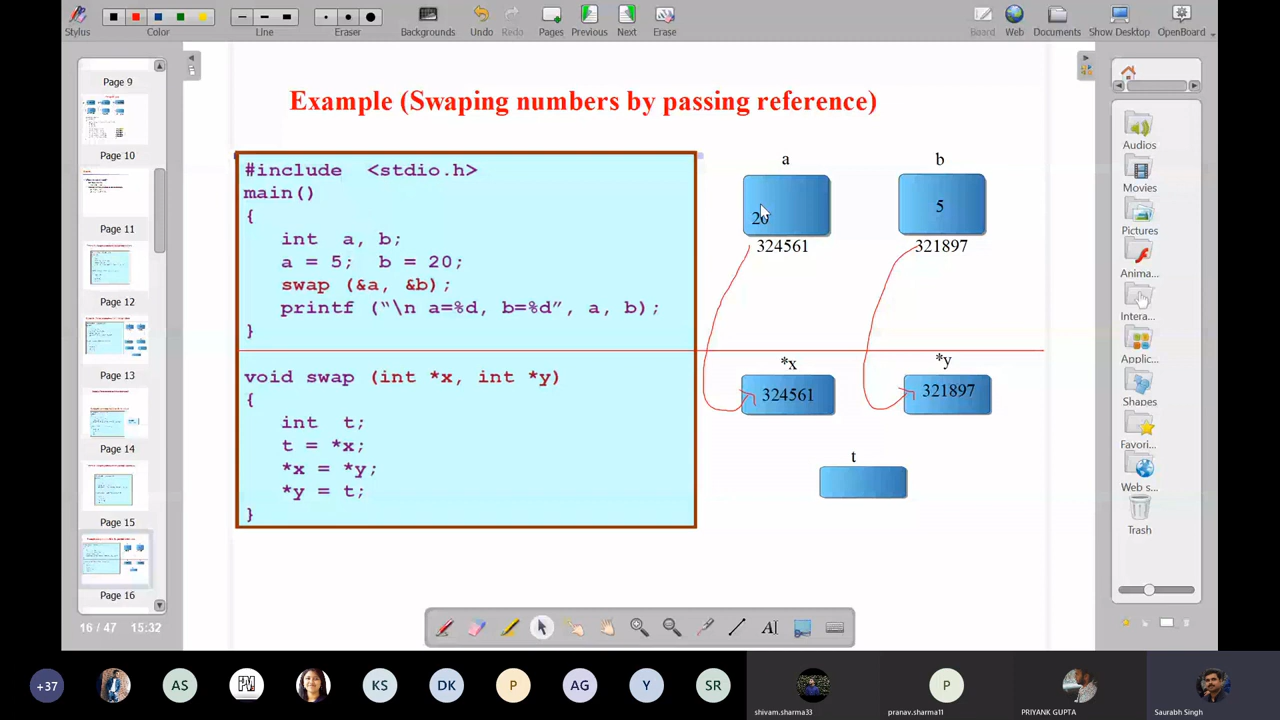 Stylus
Color
Line
Eraser
Backgrounds
Undo
Redo
Pages
Previous
Next
Erase
Board
Web
Documents
Show Desktop
OpenBoard
Page 9
Page 10
Page 11
Page 12
Page 13
Page 14
Page 15
Page 16
16 / 47 15:32
Example (Swaping numbers by passing reference)
#include <stdio.h>
main()
{
int a, b;
a = 5; b = 20;
swap (&a, &b);
printf (“\n a=%d, b=%d”, a, b);
}
void swap (int *x, int *y)
{
int t;
t = *x;
*x = *y;
*y = t;
}
a b
20 5
324561 321897
*x *y
324561 321897
t
Audios
Movies
Pictures
Anima...
Intera...
Applic...
Shapes
Favori...
Web s...
Trash
+37
AS
KS
DK
P
AG
Y
SR
P
shivam.sharma33
pranav.sharma11
PRIYANK GUPTA
Saurabh Singh